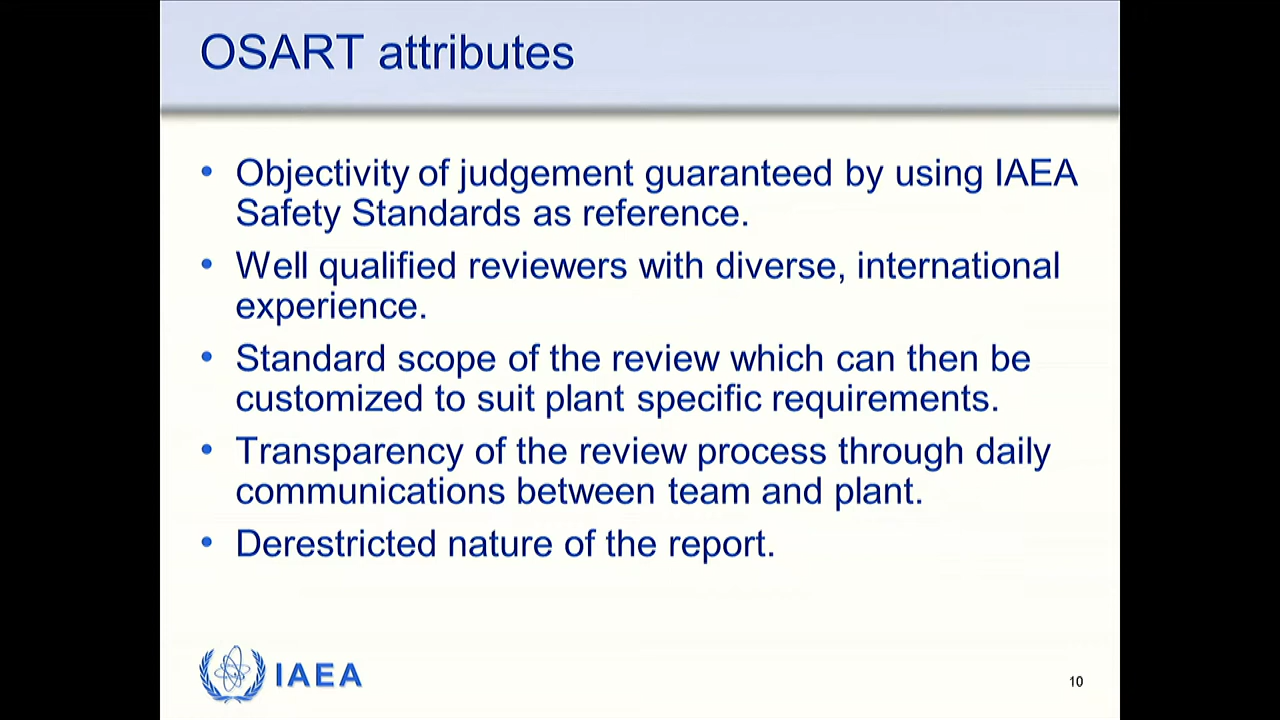 OSART attributes
• Objectivity of judgement guaranteed by using IAEA
Safety Standards as reference.
• Well qualified reviewers with diverse, international
experience.
• Standard scope of the review which can then be
customized to suit plant specific requirements.
• Transparency of the review process through daily
communications between team and plant.
• Derestricted nature of the report.
IAEA
10